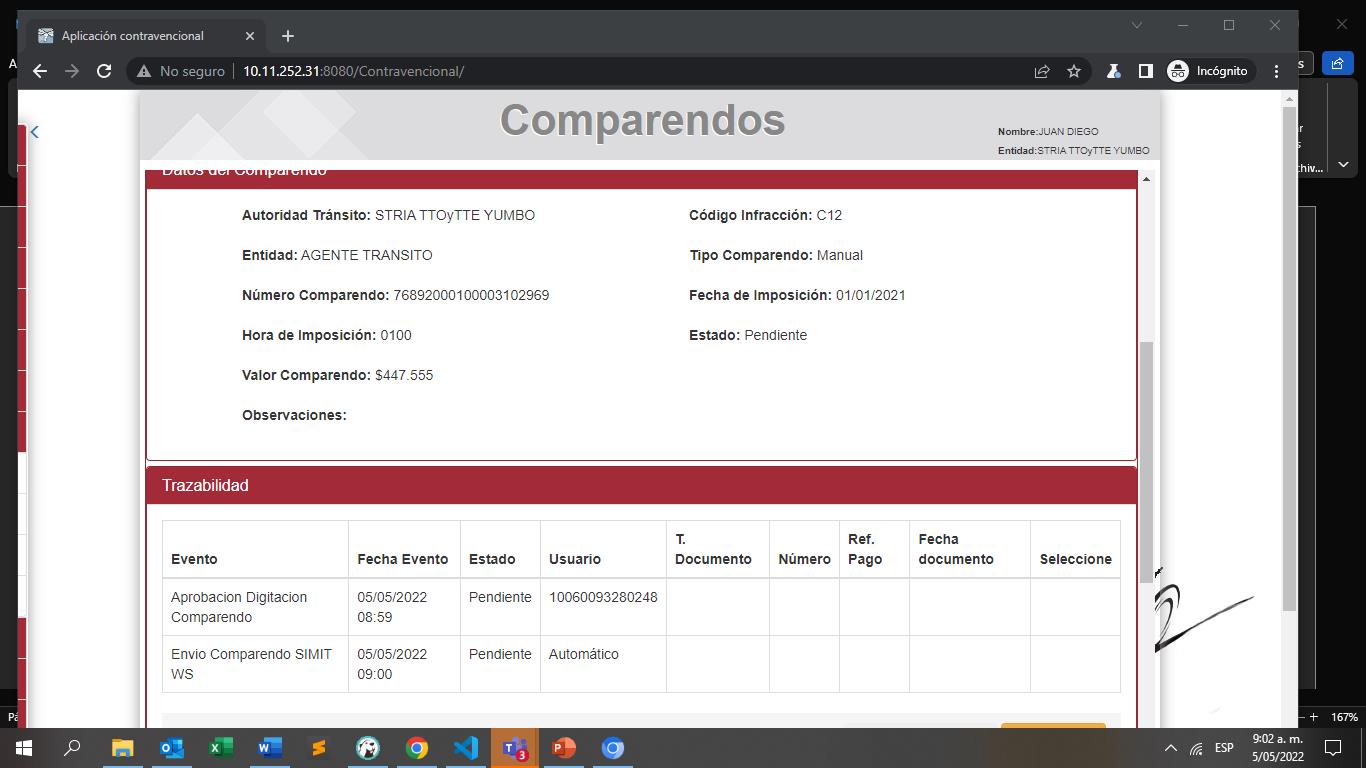 Aplicación contravencional
No seguro
10.11.252.31:8080/Contravencional/
Incógnito
Comparendos
Nombre:JUAN DIEGO
Entidad:STRIA TTOyTTE YUMBO
Datos del Comparendo
Autoridad Tránsito: STRIA TTOyTTE YUMBO
Código Infracción: C12
Entidad: AGENTE TRANSITO
Tipo Comparendo: Manual
Número Comparendo: 76892000100003102969
Fecha de Imposición: 01/01/2021
Hora de Imposición: 0100
Estado: Pendiente
Valor Comparendo: $447.555
Observaciones:
Trazabilidad
Evento
Fecha Evento
Estado
Usuario
T.
Documento
Número
Ref.
Pago
Fecha
documento
Seleccione
Aprobacion Digitacion
Comparendo
05/05/2022
08:59
Pendiente
10060093280248
Envio Comparendo SIMIT
WS
05/05/2022
09:00
Pendiente
Automático
167%
3
ESP
9:02 a. m.
5/05/2022